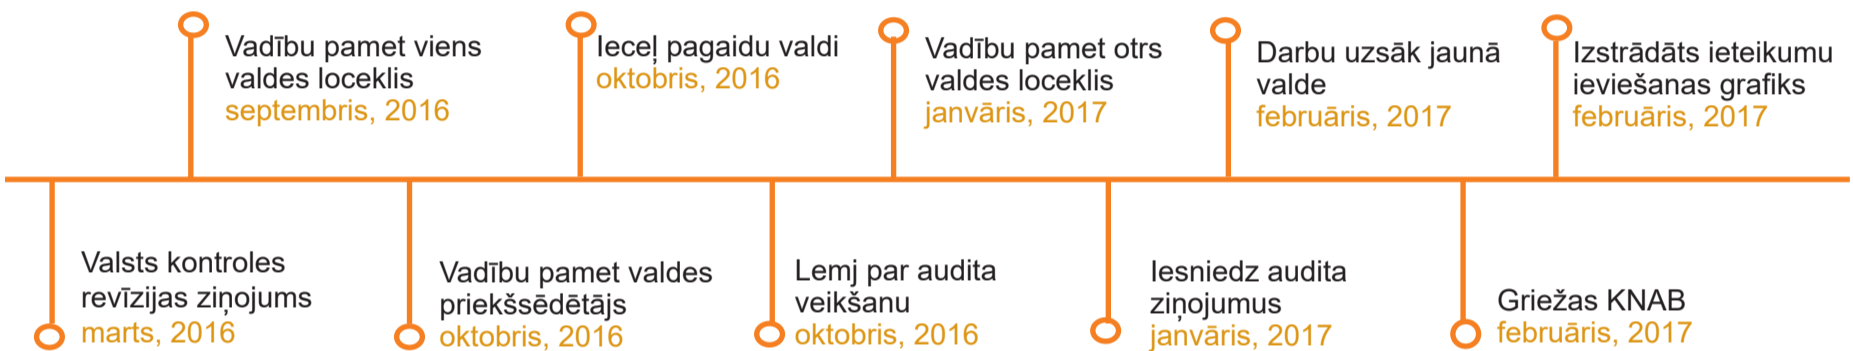 Vadību pamet viens
valdes loceklis
septembris, 2016
Ieceļ pagaidu valdi
oktobris, 2016
Vadību pamet otrs
valdes loceklis
janvāris, 2017
Darbu uzsāk jaunā
valde
februāris, 2017
Izstrādāts ieteikumu
ieviešanas grafiks
februāris, 2017
Valsts kontroles
revīzijas ziņojums
marts, 2016
Vadību pamet valdes
priekšsēdētājs
oktobris, 2016
Lemj par audita
veikšanu
oktobris, 2016
Iesniedz audita
ziņojumus
janvāris, 2017
Griežas KNAB
februāris, 2017